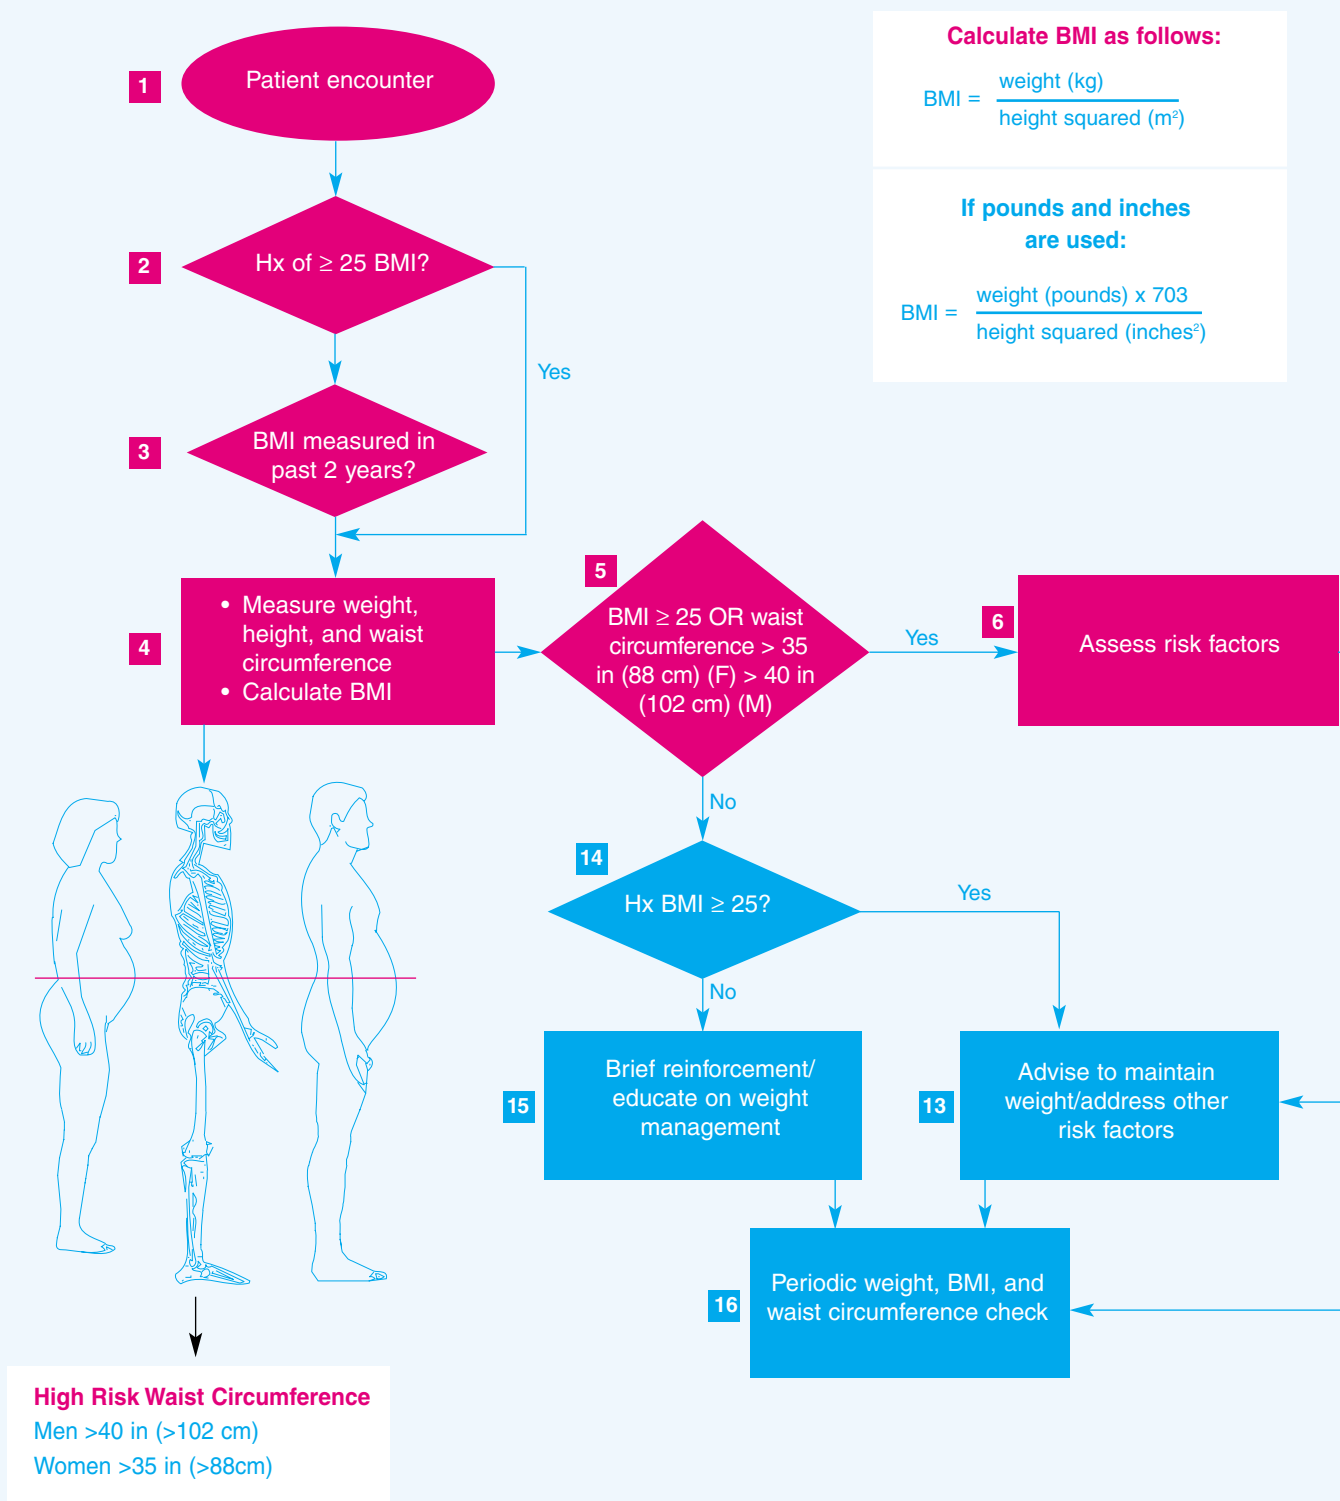 1
Patient encounter
Calculate BMI as follows:
BMI =
weight (kg)
height squared (m²)
If pounds and inches
are used:
BMI =
weight (pounds) x 703
height squared (inches²)
2
Hx of ≥ 25 BMI?
Yes
3
BMI measured in
past 2 years?
4
• Measure weight,
height, and waist
circumference
• Calculate BMI
5
BMI ≥ 25 OR waist
circumference > 35
in (88 cm) (F) > 40 in
(102 cm) (M)
Yes
6
Assess risk factors
No
14
Hx BMI ≥ 25?
Yes
No
15
Brief reinforcement/
educate on weight
management
13
Advise to maintain
weight/address other
risk factors
16
Periodic weight, BMI, and
waist circumference check
High Risk Waist Circumference
Men >40 in (>102 cm)
Women >35 in (>88cm)